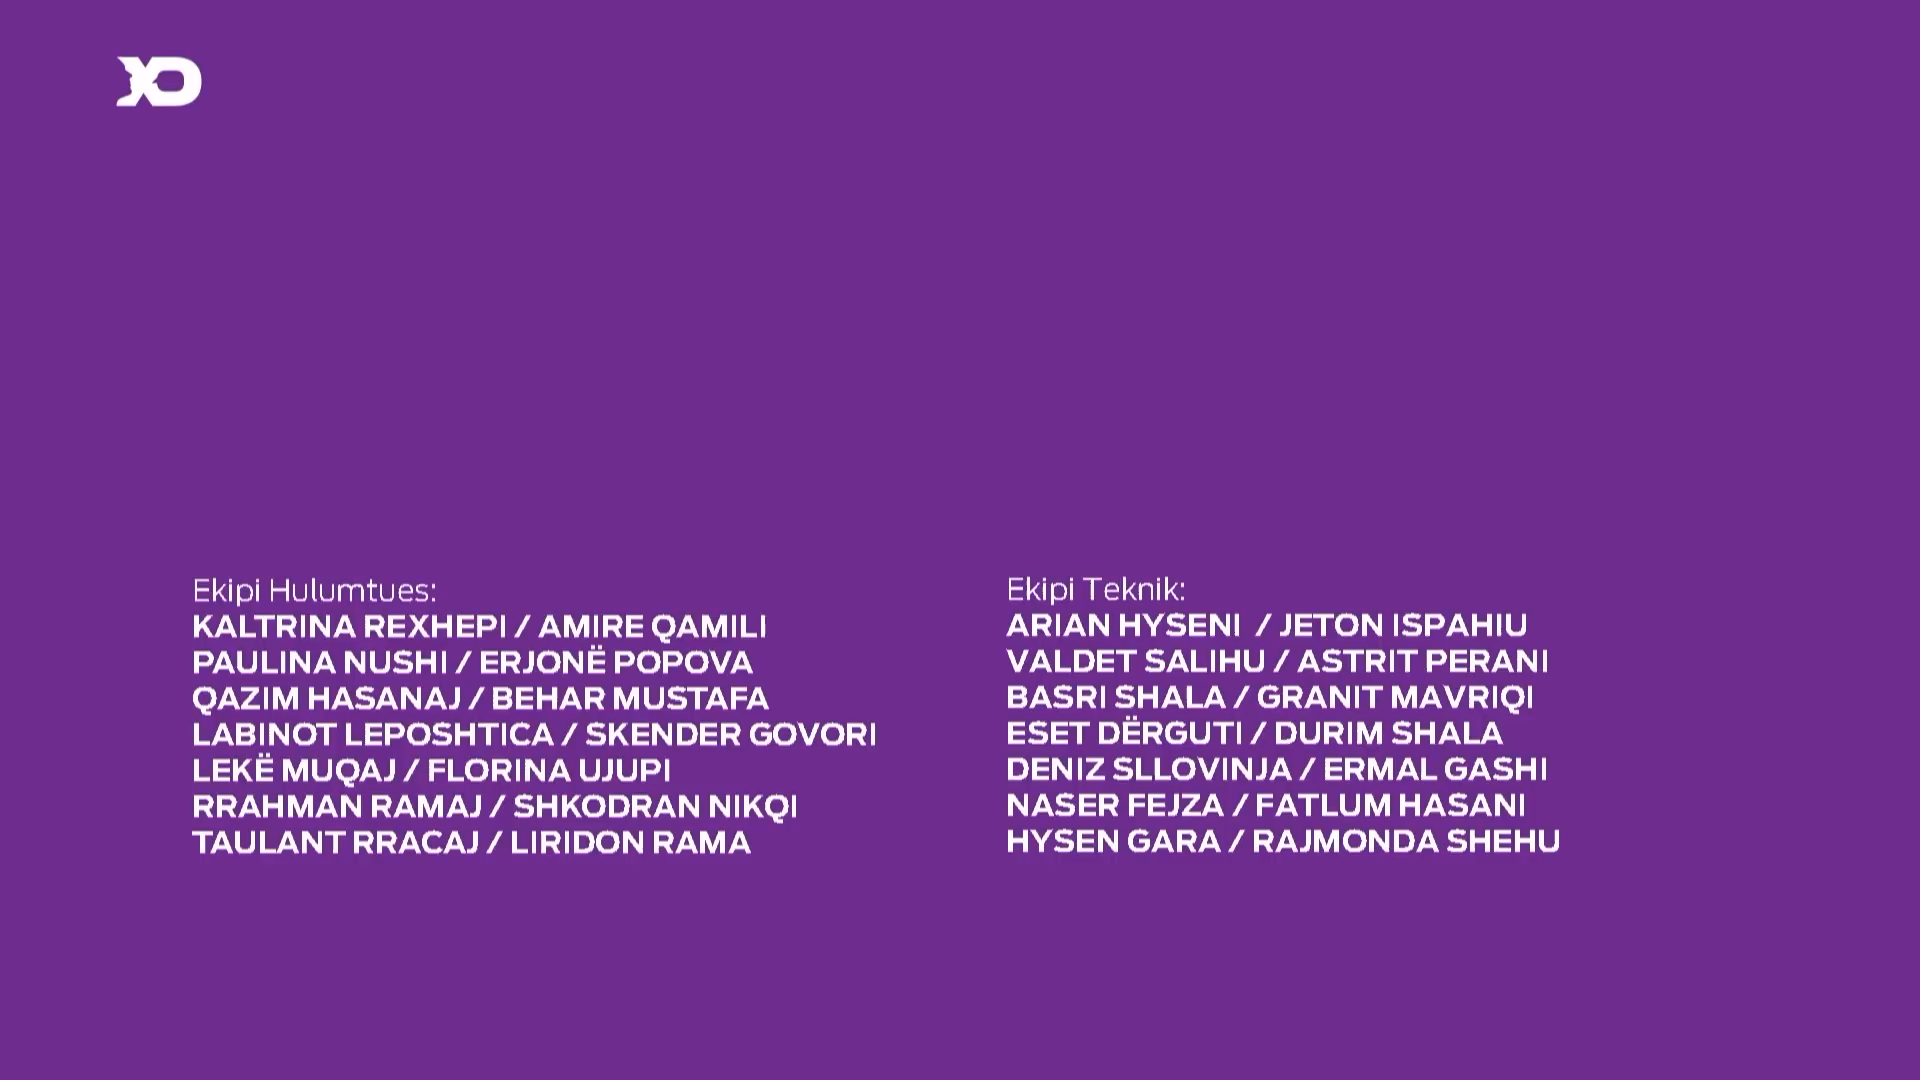 XD
Ekipi Hulumtues:
KALTRINA REXHEPI / AMIRE QAMILI
PAULINA NUSHI / ERJONË POPOVA
QAZIM HASANAJ / BEHAR MUSTAFA
LABINOT LEPOSHTICA / SKENDER GOVORI
LEKË MUQAJ / FLORINA UJUPI
RRAHMAN RAMAJ / SHKODRAN NIKQI
TAULANT RRACAJ / LIRIDON RAMA
Ekipi Teknik:
ARIAN HYSENI / JETON ISPAHIU
VALDET SALIHU / ASTRIT PERANI
BASRI SHALA / GRANIT MAVRIQI
ESET DËRGUTI / DURIM SHALA
DENIZ SLLOVINJA / ERMAL GASHI
NASER FEJZA / FATLUM HASANI
HYSEN GARA / RAJMONDA SHEHU